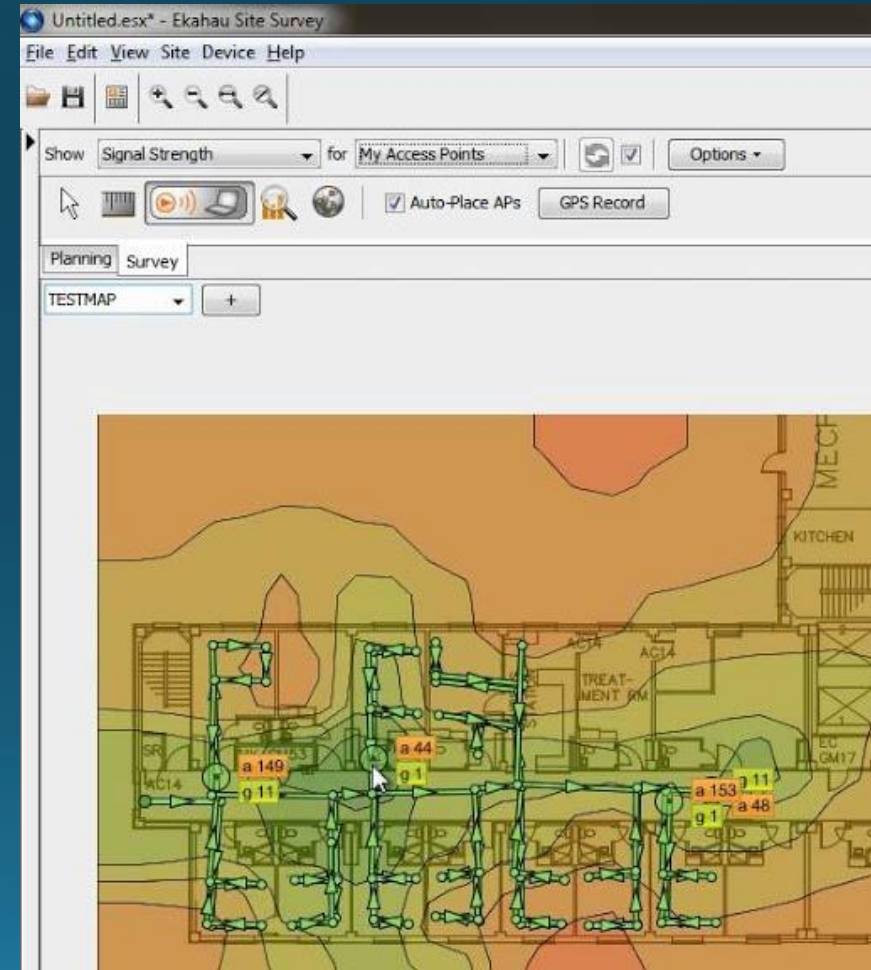 Untitled.esx* - Ekahau Site Survey
File Edit View Site Device Help
Show Signal Strength for My Access Points Options
Auto-Place APs GPS Record
Planning Survey
TESTMAP +
MECH
KITCHEN
AC14 AC14
TREAT-
MENT RM
SR
a 44
EC
GM17
a 149
g 1
g 11
AC14
g 11
a 153
a 48
g 1